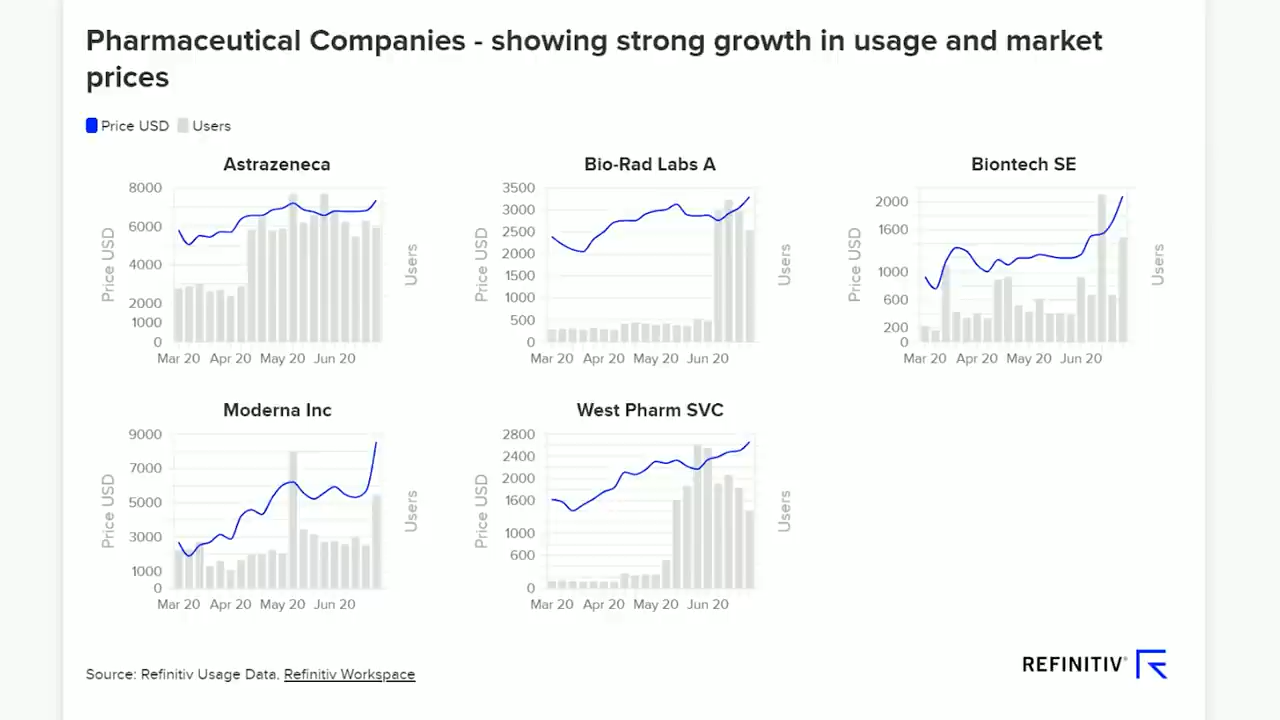 Pharmaceutical Companies - showing strong growth in usage and market
prices
Price USD Users
Astrazeneca
8000
6000
4000
2000
1000
0
Price USD
Users
Mar 20 Apr 20 May 20 Jun 20
Bio-Rad Labs A
3500
3000
2500
2000
1500
1000
500
0
Price USD
Users
Mar 20 Apr 20 May 20 Jun 20
Biontech SE
2000
1600
1000
600
200
0
Price USD
Users
Mar 20 Apr 20 May 20 Jun 20
Moderna Inc
9000
7000
5000
3000
1000
0
Price USD
Users
Mar 20 Apr 20 May 20 Jun 20
West Pharm SVC
2800
2400
2000
1600
1000
600
0
Price USD
Users
Mar 20 Apr 20 May 20 Jun 20
Source: Refinitiv Usage Data. Refinitiv Workspace
REFINITIV®